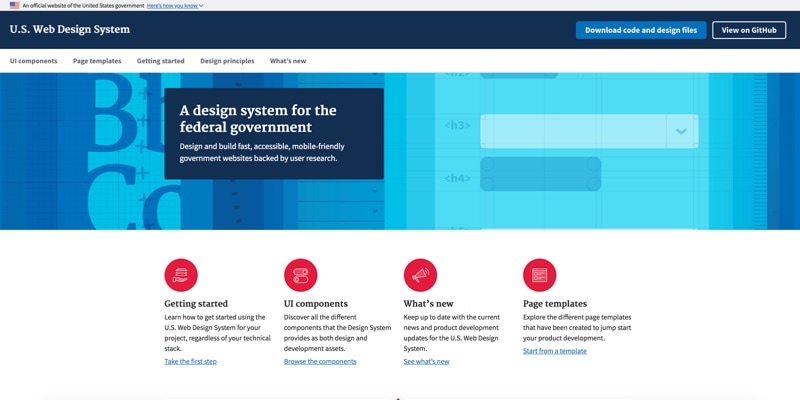 An official website of the United States government Here's how you know
U.S. Web Design System
Download code and design files
View on GitHub
UI components
Page templates
Getting started
Design principles
What's new
A design system for the
federal government
Design and build fast, accessible, mobile-friendly
government websites backed by user research.
<h2>
<h3>
<h4>
Getting started
Learn how to get started using the
U.S. Web Design System for your
project, regardless of your technical
stack.
Take the first step
UI components
Discover all the different
components that the Design System
provides as both design and
development assets.
Browse the components
What's new
Keep up to date with the current
news and product development
updates for the U.S. Web Design
System.
See what's new
Page templates
Explore the different page templates
that have been created to jump start
your product development.
Start from a template